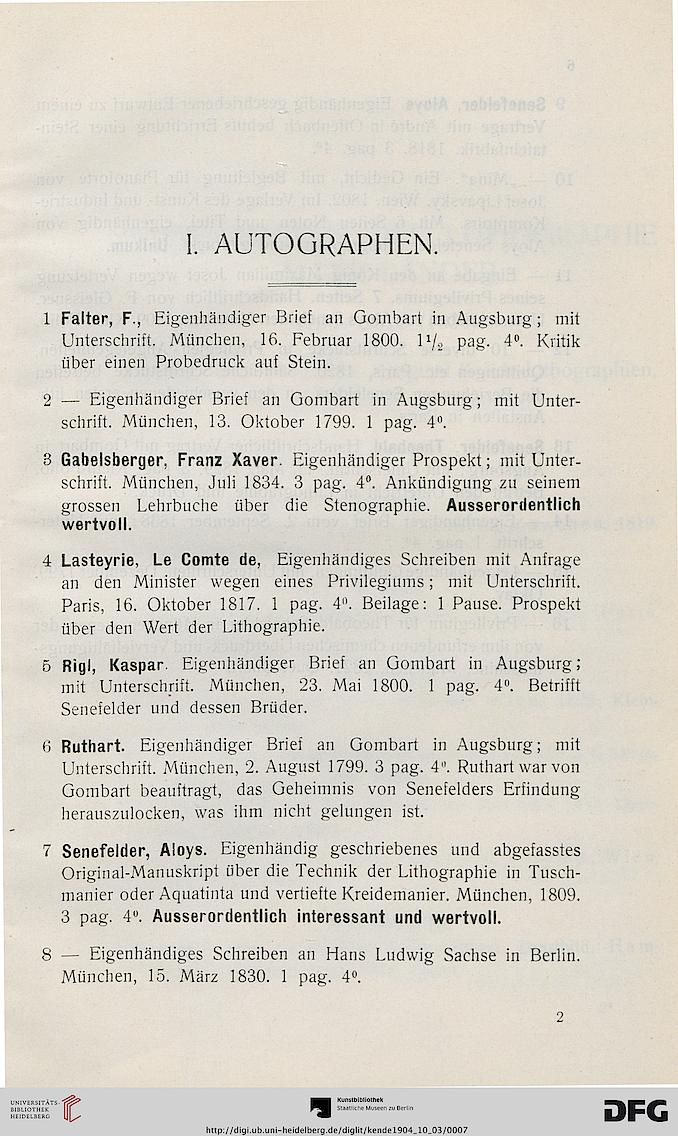 I. AUTOGRAPHEN.
1 Falter, F., Eigenhändiger Brief an Gombart in Augsburg; mit
Unterschrift. München, 16. Februar 1800. 1¹/₂ pag. 4⁰. Kritik
über einen Probedruck auf Stein.
2 — Eigenhändiger Brief an Gombart in Augsburg; mit Unter-
schrift. München, 13. Oktober 1799. 1 pag. 4⁰.
3 Gabelsberger, Franz Xaver. Eigenhändiger Prospekt; mit Unter-
schrift. München, Juli 1834. 3 pag. 4⁰. Ankündigung zu seinem
grossen Lehrbuche über die Stenographie. Ausserordentlich
wertvoll.
4 Lasteyrie, Le Comte de, Eigenhändiges Schreiben mit Anfrage
an den Minister wegen eines Privilegiums; mit Unterschrift.
Paris, 16. Oktober 1817. 1 pag. 4⁰. Beilage: 1 Pause. Prospekt
über den Wert der Lithographie.
5 Rigl, Kaspar. Eigenhändiger Brief an Gombart in Augsburg;
mit Unterschrift. München, 23. Mai 1800. 1 pag. 4⁰. Betrifft
Senefelder und dessen Brüder.
6 Ruthart. Eigenhändiger Brief an Gombart in Augsburg; mit
Unterschrift. München, 2. August 1799. 3 pag. 4⁰. Ruthart war von
Gombart beauftragt, das Geheimnis von Senefelders Erfindung
herauszulocken, was ihm nicht gelungen ist.
7 Senefelder, Aloys. Eigenhändig geschriebenes und abgefasstes
Original-Manuskript über die Technik der Lithographie in Tusch-
manier oder Aquatinta und vertiefte Kreidemanier. München, 1809.
3 pag. 4⁰. Ausserordentlich interessant und wertvoll.
8 — Eigenhändiges Schreiben an Hans Ludwig Sachse in Berlin.
München, 15. März 1830. 1 pag. 4⁰.
2
UNIVERSITÄTS-
BIBLIOTHEK
HEIDELBERG
Kunstbibliothek
Staatliche Museen zu Berlin
DFG
http://digi.ub.uni-heidelberg.de/diglit/kende1904_10_03/0007